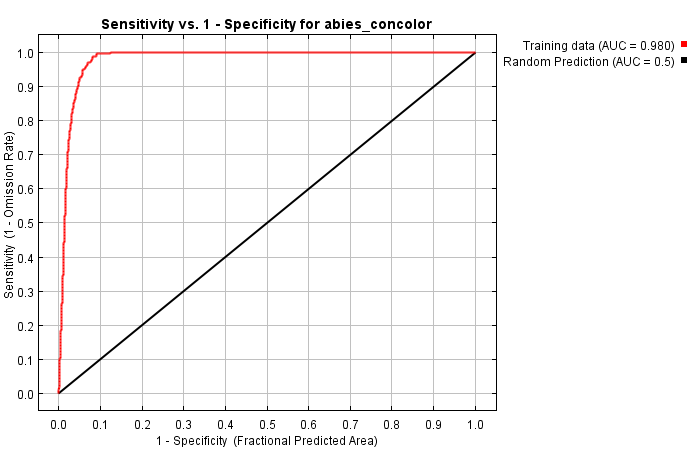 Sensitivity vs. 1 - Specificity for abies_concolor
Training data (AUC = 0.980)
Random Prediction (AUC = 0.5)
Sensitivity (1 - Omission Rate)
1.0
0.9
0.8
0.7
0.6
0.5
0.4
0.3
0.2
0.1
0.0
0.0 0.1 0.2 0.3 0.4 0.5 0.6 0.7 0.8 0.9 1.0
1 - Specificity (Fractional Predicted Area)